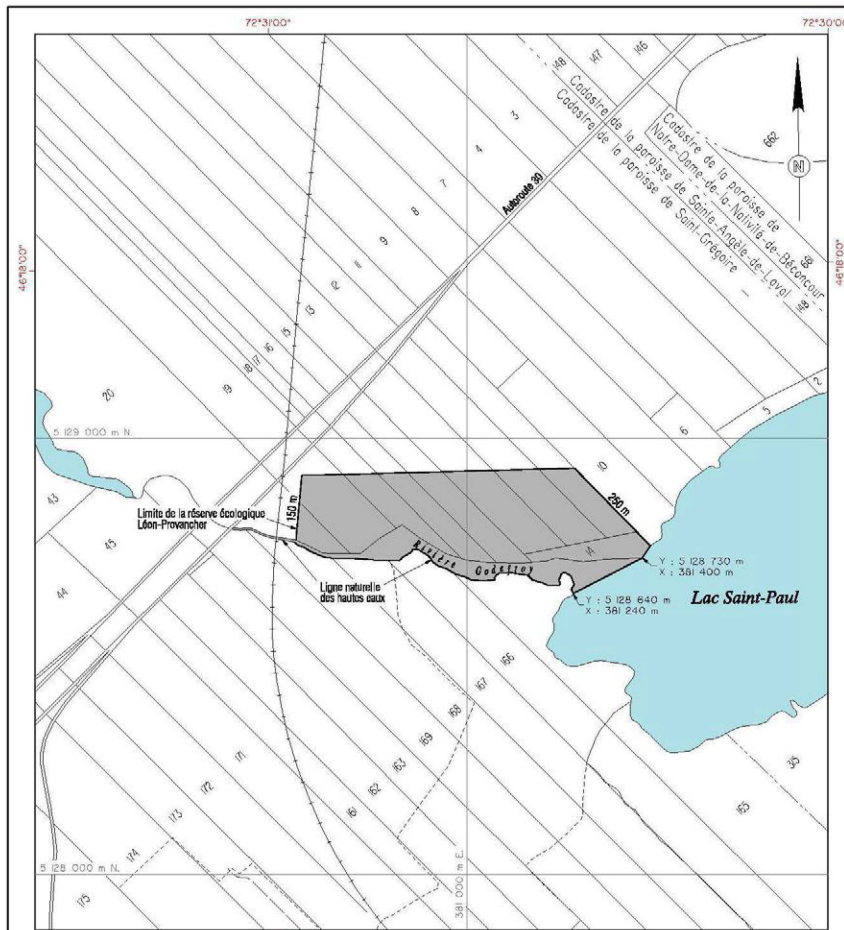 72°31'00"
72°30'00"
46°18'00"
46°18'00"
148
147
146
Cadastre de la paroisse de Sainte-Angèle-de-Laval
Cadastre de la paroisse de Saint-Grégoire
Cadastre de la paroisse de
Notre-Dame-de-la-Nativité-de-Bécancour
662
68
148
1
N
Autoroute 30
3
4
7
8
9
11
12
13
15
16
17
18
19
20
2
5
6
10
5 129 000 m N.
43
45
44
Limite de la réserve écologique
Léon-Provancher
150 m
250 m
14
Rivière Godefroy
Ligne naturelle
des hautes eaux
Y : 5 128 730 m
X : 381 400 m
Y : 5 128 640 m
X : 381 240 m
Lac Saint-Paul
166
167
168
169
163
162
161
171
172
173
174
175
35
165
5 128 000 m N.
381 000 m E.